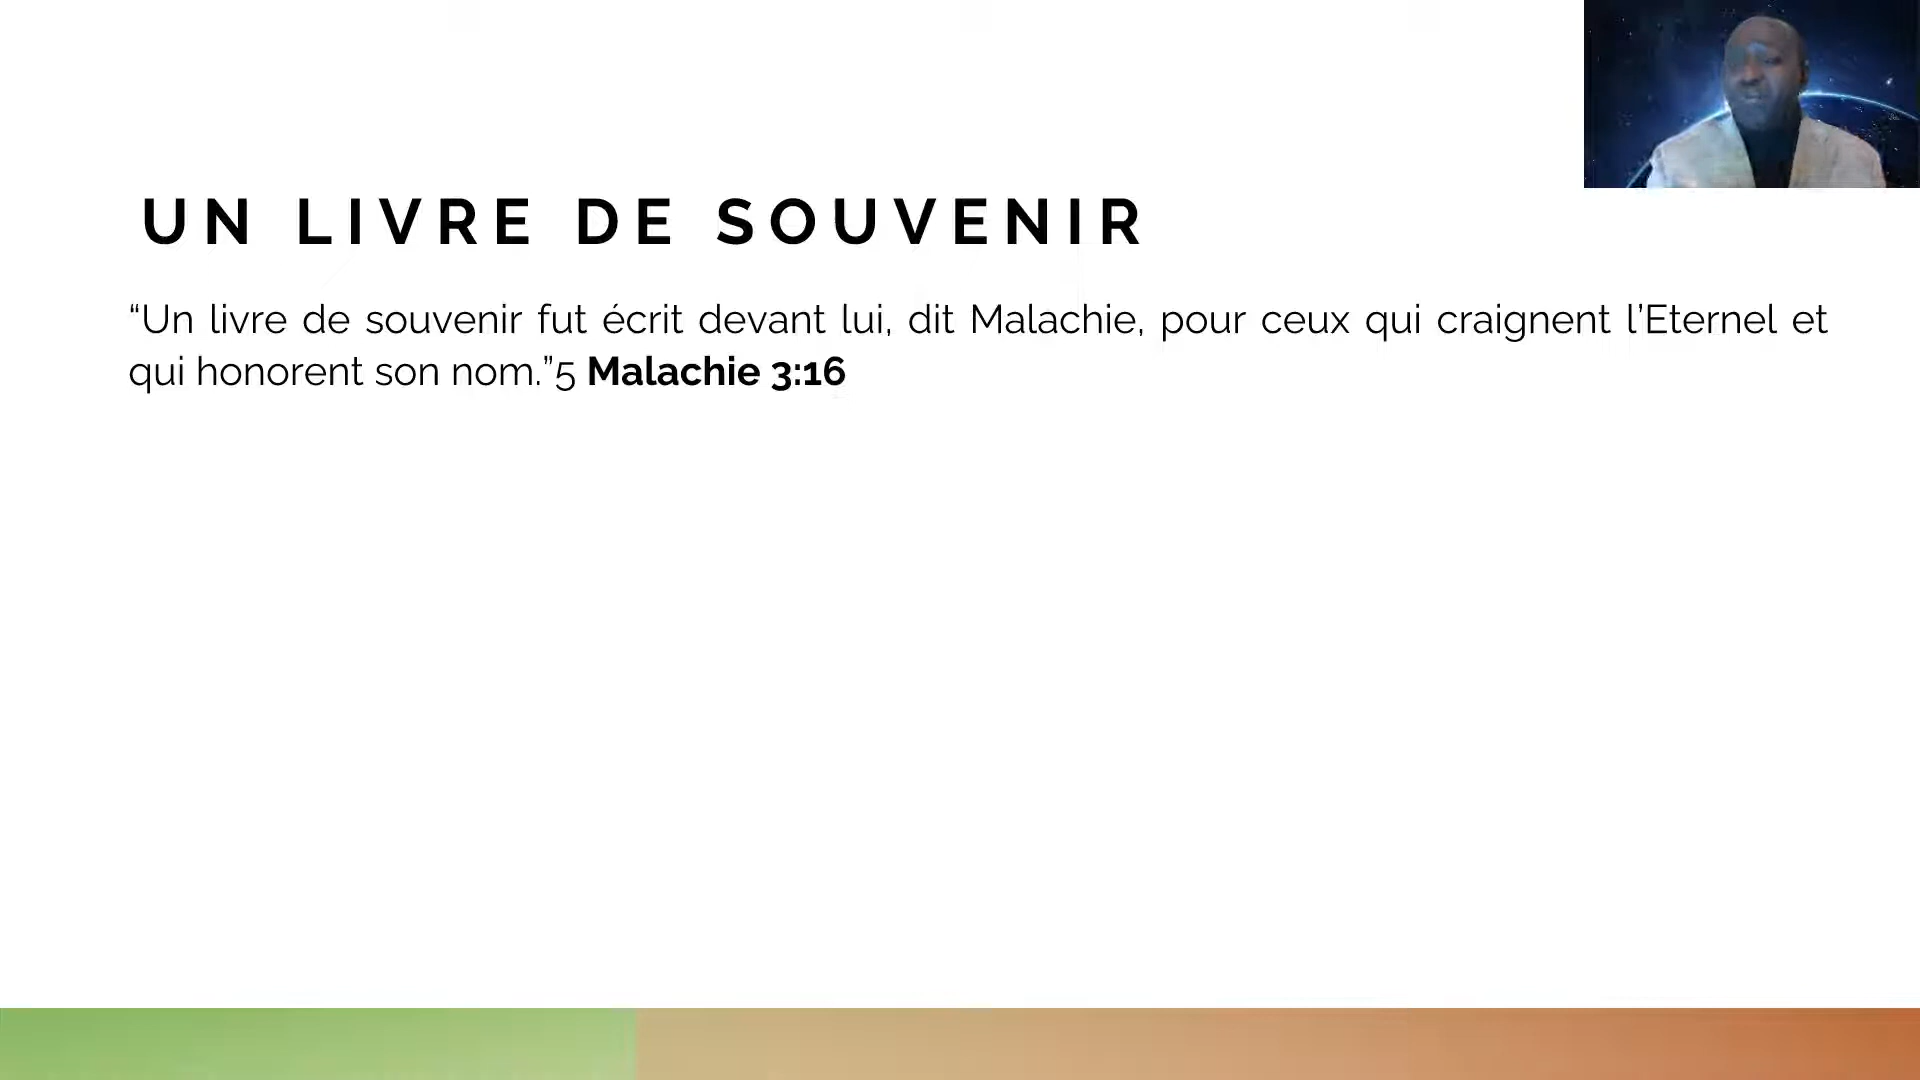 UN LIVRE DE SOUVENIR
“Un livre de souvenir fut écrit devant lui, dit Malachie, pour ceux qui craignent l’Eternel et
qui honorent son nom.”5 Malachie 3:16